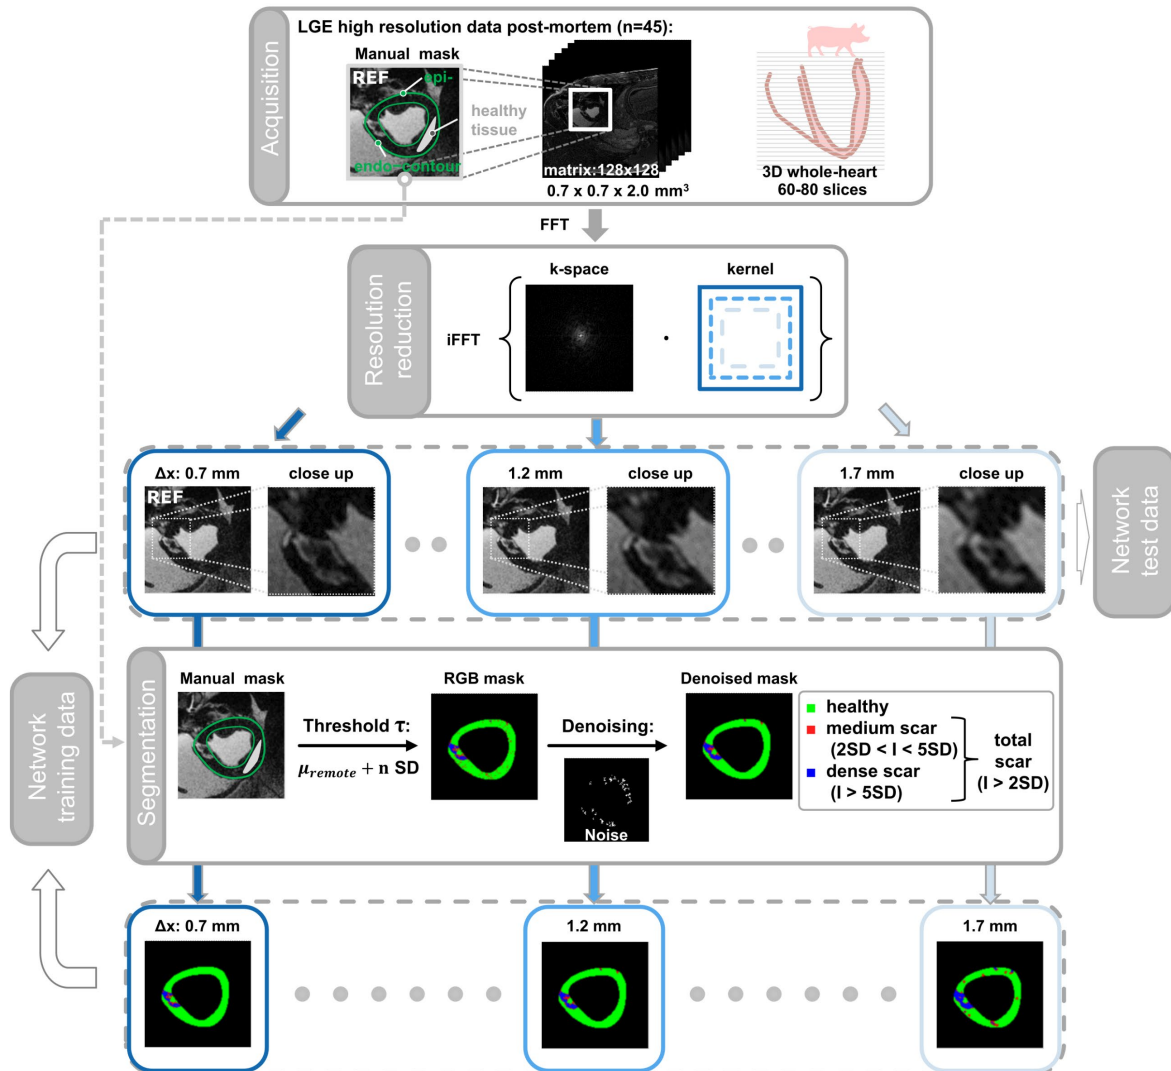 Acquisition
LGE high resolution data post-mortem (n=45):
Manual mask
REF
epi-
healthy
tissue
endo-contour
matrix:128x128
0.7 x 0.7 x 2.0 mm³
3D whole-heart
60-80 slices
FFT
Resolution
reduction
k-space
kernel
iFFT
·
Δx: 0.7 mm
close up
REF
1.2 mm
close up
1.7 mm
close up
Network
test data
Network
training data
Segmentation
Manual mask
Threshold τ:
μremote + n SD
RGB mask
Denoising:
Noise
Denoised mask
healthy
medium scar
(2SD < I < 5SD)
dense scar
(I > 5SD)
total
scar
(I > 2SD)
Δx: 0.7 mm
1.2 mm
1.7 mm